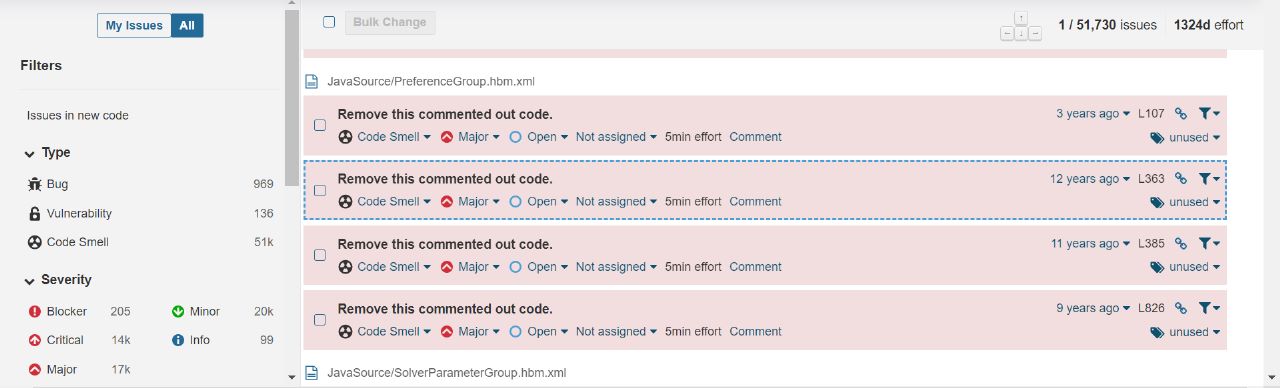 My Issues All
Bulk Change
1 / 51,730 issues 1324d effort
Filters
Issues in new code
Type
Bug 969
Vulnerability 136
Code Smell 51k
Severity
Blocker 205 Minor 20k
Critical 14k Info 99
Major 17k
JavaSource/PreferenceGroup.hbm.xml
Remove this commented out code. 3 years ago L107
Code Smell Major Open Not assigned 5min effort Comment unused
Remove this commented out code. 12 years ago L363
Code Smell Major Open Not assigned 5min effort Comment unused
Remove this commented out code. 11 years ago L385
Code Smell Major Open Not assigned 5min effort Comment unused
Remove this commented out code. 9 years ago L826
Code Smell Major Open Not assigned 5min effort Comment unused
JavaSource/SolverParameterGroup.hbm.xml